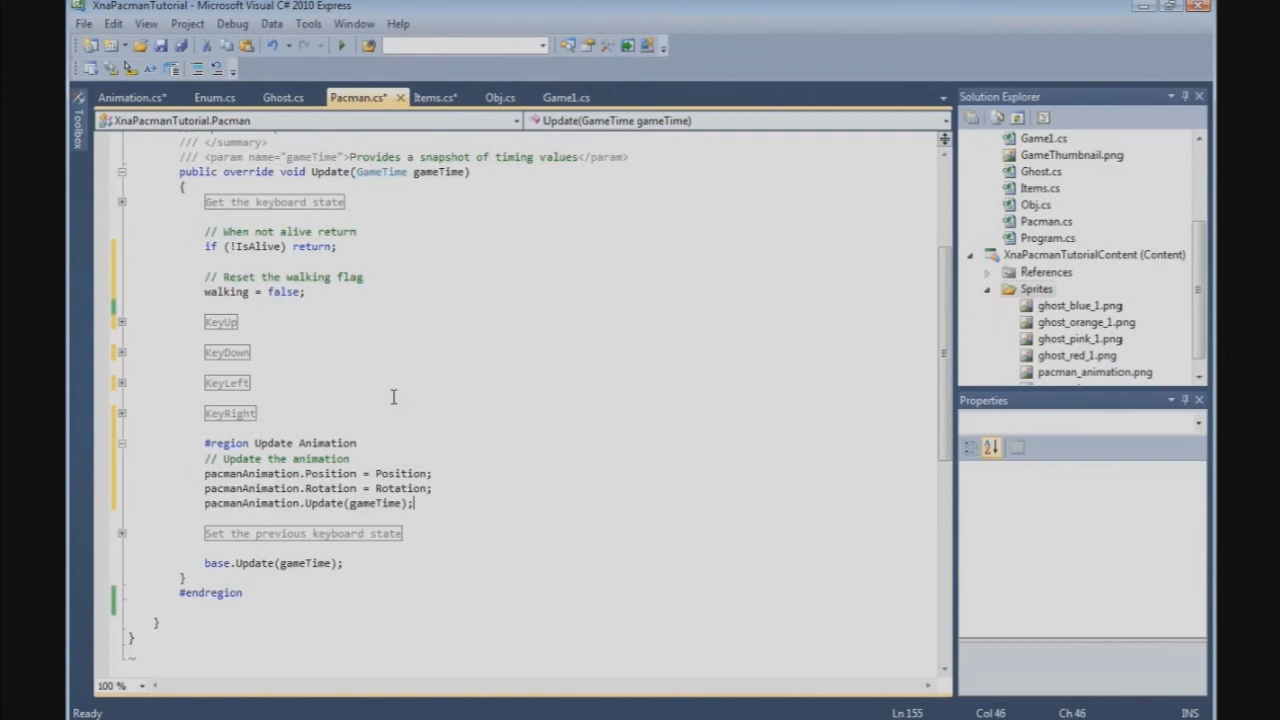 XnaPacmanTutorial - Microsoft Visual C# 2010 Express
File Edit View Project Debug Data Tools Window Help
Animation.cs* Enum.cs Ghost.cs Pacman.cs* Items.cs* Obj.cs Game1.cs
XnaPacmanTutorial.Pacman Update(GameTime gameTime)
Toolbox
/// </summary>
/// <param name="gameTime">Provides a snapshot of timing values</param>
public override void Update(GameTime gameTime)
{
Get the keyboard state
// When not alive return
if (!IsAlive) return;
// Reset the walking flag
walking = false;
KeyUp
KeyDown
KeyLeft
KeyRight
#region Update Animation
// Update the animation
pacmanAnimation.Position = Position;
pacmanAnimation.Rotation = Rotation;
pacmanAnimation.Update(gameTime);
Set the previous keyboard state
base.Update(gameTime);
}
#endregion
}
}
100 %
Solution Explorer
Game1.cs
GameThumbnail.png
Ghost.cs
Items.cs
Obj.cs
Pacman.cs
Program.cs
XnaPacmanTutorialContent (Content)
References
Sprites
ghost_blue_1.png
ghost_orange_1.png
ghost_pink_1.png
ghost_red_1.png
pacman_animation.png
Properties
Ready Ln 155 Col 46 Ch 46 INS